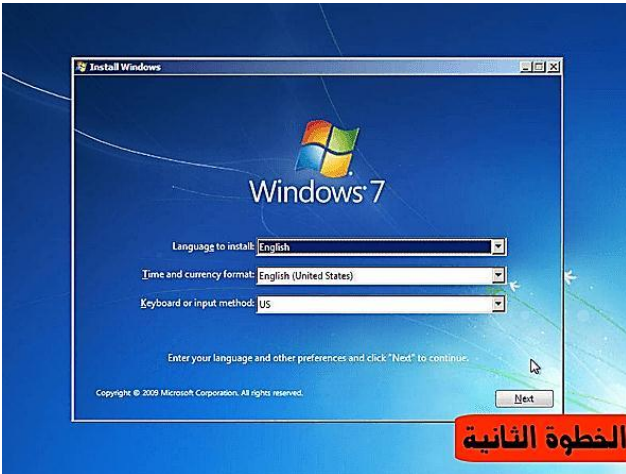 Install Windows
Windows 7
Language to install: English
Time and currency format: English (United States)
Keyboard or input method: US
Enter your language and other preferences and click "Next" to continue.
Copyright © 2009 Microsoft Corporation. All rights reserved.
Next
الخطوة الثانية